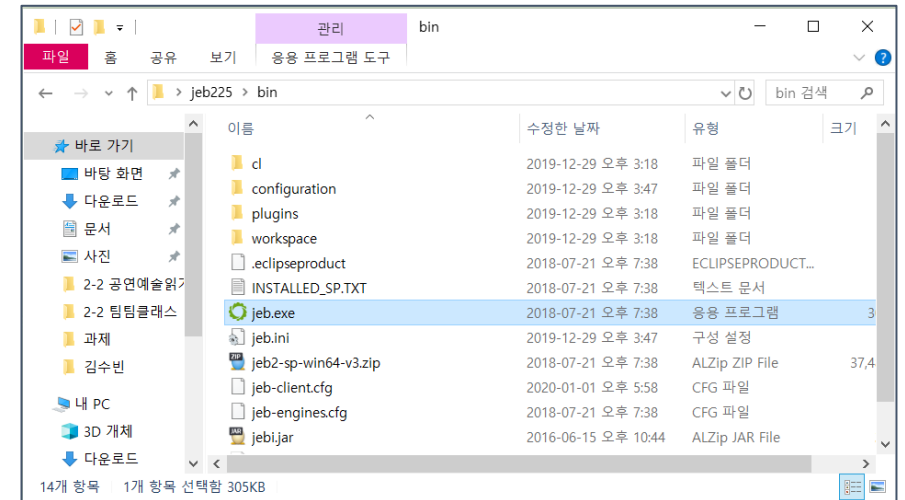 관리 bin
파일 홈 공유 보기 응용 프로그램 도구
jeb225 > bin bin 검색
이름 수정한 날짜 유형 크기
바로 가기
바탕 화면
다운로드
문서
사진
2-2 공연예술읽기
2-2 팀팀클래스
과제
김수빈
내 PC
3D 개체
다운로드
cl 2019-12-29 오후 3:18 파일 폴더
configuration 2019-12-29 오후 3:47 파일 폴더
plugins 2019-12-29 오후 3:18 파일 폴더
workspace 2019-12-29 오후 3:18 파일 폴더
.eclipseproduct 2018-07-21 오후 7:38 ECLIPSEPRODUCT...
INSTALLED_SP.TXT 2018-07-21 오후 7:38 텍스트 문서
jeb.exe 2018-07-21 오후 7:38 응용 프로그램 3
jeb.ini 2019-12-29 오후 3:47 구성 설정
jeb2-sp-win64-v3.zip 2018-07-21 오후 7:38 ALZip ZIP File 37,4
jeb-client.cfg 2020-01-01 오후 5:58 CFG 파일
jeb-engines.cfg 2018-07-21 오후 7:38 CFG 파일
jebi.jar 2016-06-15 오후 10:44 ALZip JAR File
14개 항목 1개 항목 선택함 305KB